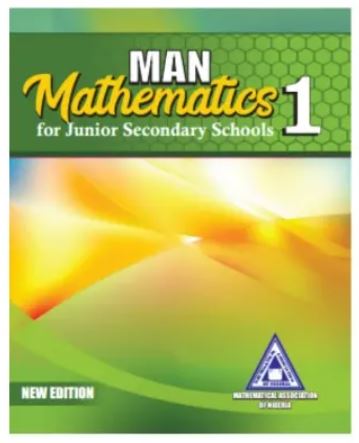 MAN
Mathematics 1
for Junior Secondary Schools
NEW EDITION
MATHEMATICAL ASSOCIATION
OF NIGERIA